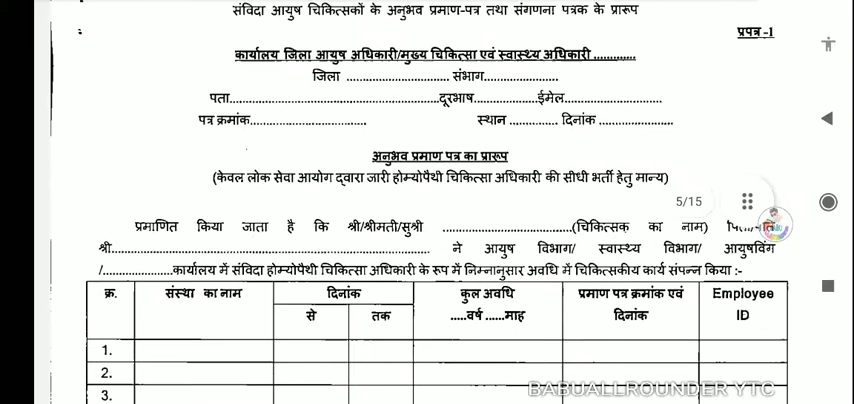 संविदा आयुष चिकित्सकों के अनुभव प्रमाण-पत्र तथा संगणना पत्रक के प्रारूप
प्रपत्र -1
कार्यालय जिला आयुष अधिकारी/मुख्य चिकित्सा एवं स्वास्थ्य अधिकारी ............
जिला ............................... संभाग.......................
पता................................................................दूरभाष...................ईमेल.............................
पत्र क्रमांक................................... स्थान .............. दिनांक ......................
अनुभव प्रमाण पत्र का प्रारूप
(केवल लोक सेवा आयोग द्वारा जारी होम्योपैथी चिकित्सा अधिकारी की सीधी भर्ती हेतु मान्य)
5/15
प्रमाणित किया जाता है कि श्री/श्रीमती/सुश्री .......................................(चिकित्सक का नाम)
श्री................................................................................................ ने आयुष विभाग/ स्वास्थ्य विभाग/ आयुषविंग
/.....................कार्यालय में संविदा होम्योपैथी चिकित्सा अधिकारी के रूप में निम्नानुसार अवधि में चिकित्सकीय कार्य संपन्न किया :-
क्र. संस्था का नाम दिनांक कुल अवधि प्रमाण पत्र क्रमांक एवं Employee
से तक .....वर्ष ......माह दिनांक ID
1.
2.
3.
BABUALLROUNDER YTC